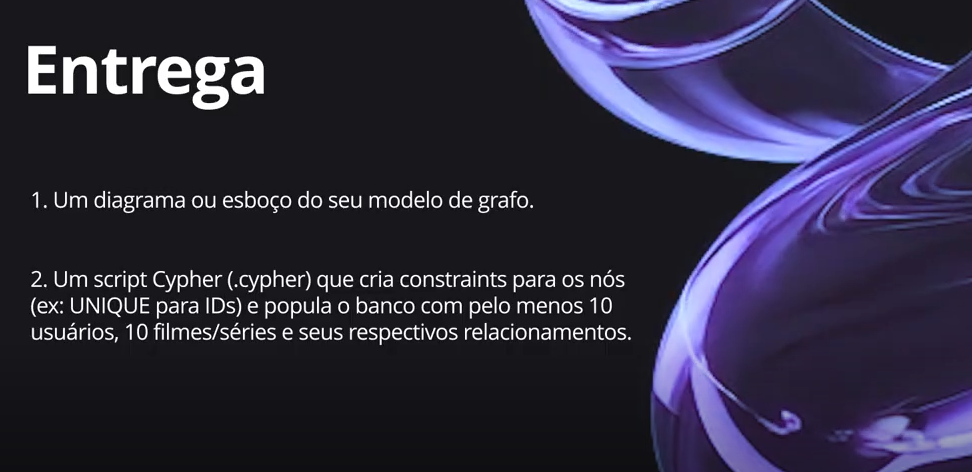 Entrega
1. Um diagrama ou esboço do seu modelo de grafo.
2. Um script Cypher (.cypher) que cria constraints para os nós
(ex: UNIQUE para IDs) e popula o banco com pelo menos 10
usuários, 10 filmes/séries e seus respectivos relacionamentos.